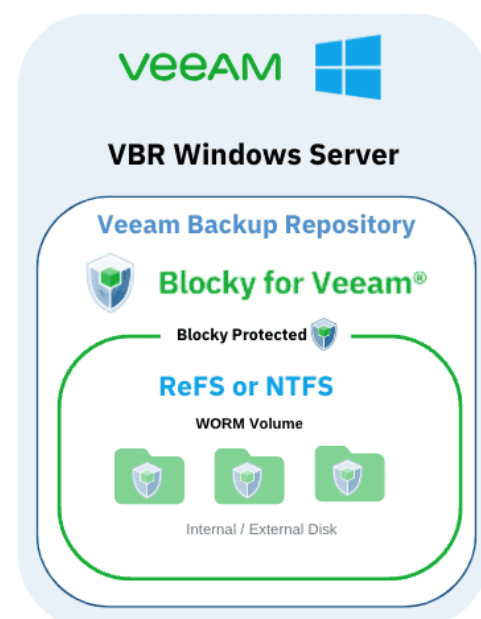 veeAM
VBR Windows Server
Veeam Backup Repository
Blocky for Veeam®
Blocky Protected
ReFS or NTFS
WORM Volume
Internal / External Disk